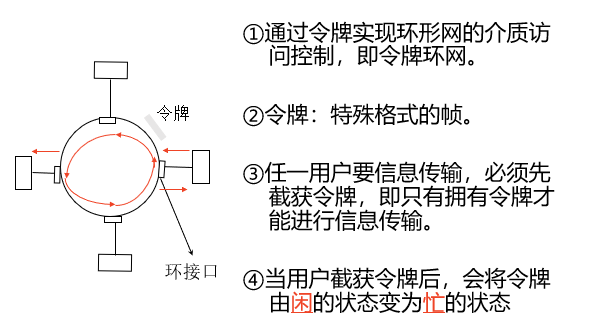 ①通过令牌实现环形网的介质访
问控制，即令牌环网。
令牌
②令牌：特殊格式的帧。
③任一用户要信息传输，必须先
截获令牌，即只有拥有令牌才
能进行信息传输。
环接口
④当用户截获令牌后，会将令牌
由闲的状态变为忙的状态